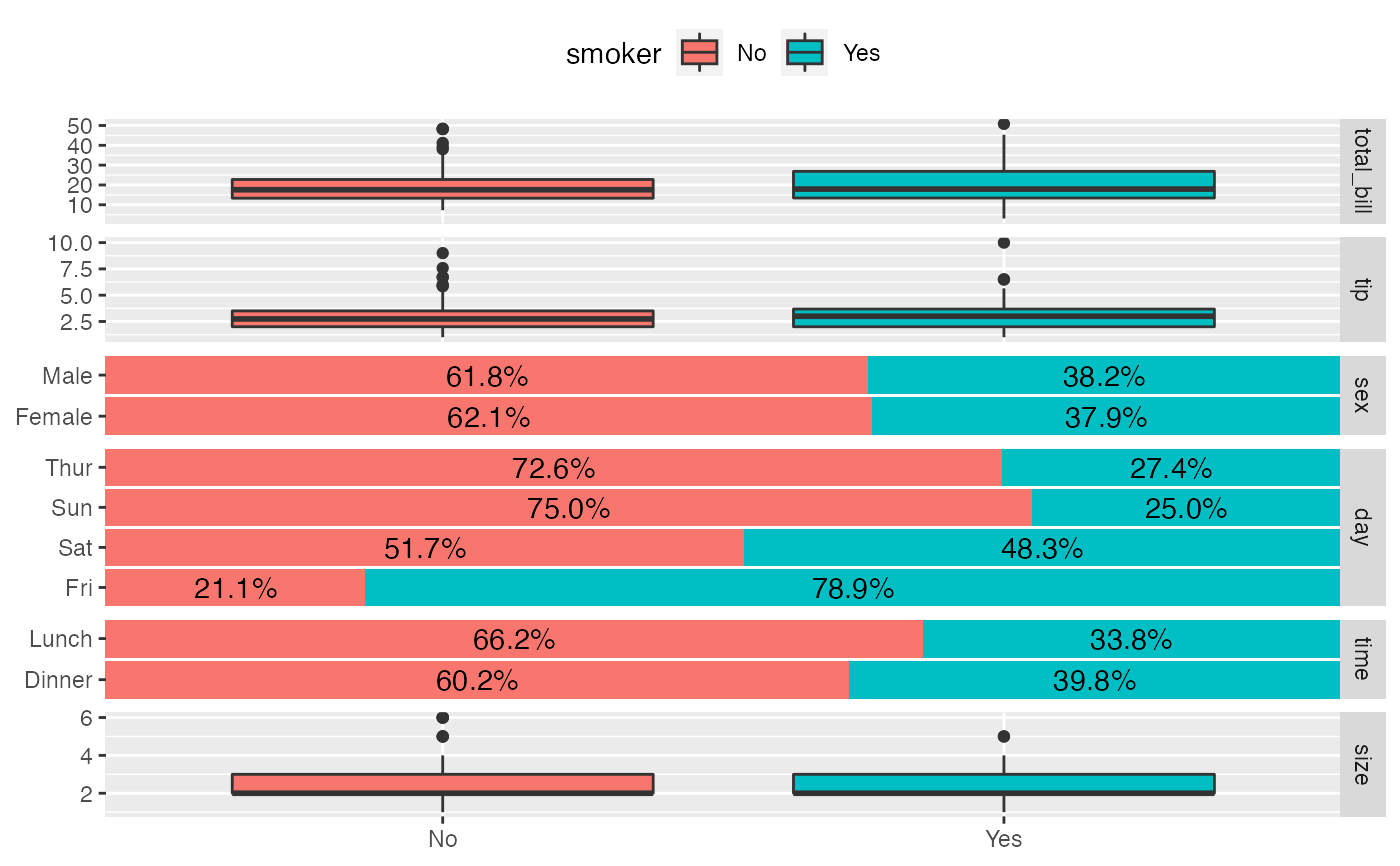 smoker No Yes
50
40
30
20
10
total_bill
10.0
7.5
5.0
2.5
tip
Male 61.8% 38.2%
Female 62.1% 37.9%
sex
Thur 72.6% 27.4%
Sun 75.0% 25.0%
Sat 51.7% 48.3%
Fri 21.1% 78.9%
day
Lunch 66.2% 33.8%
Dinner 60.2% 39.8%
time
6
4
2
size
No Yes